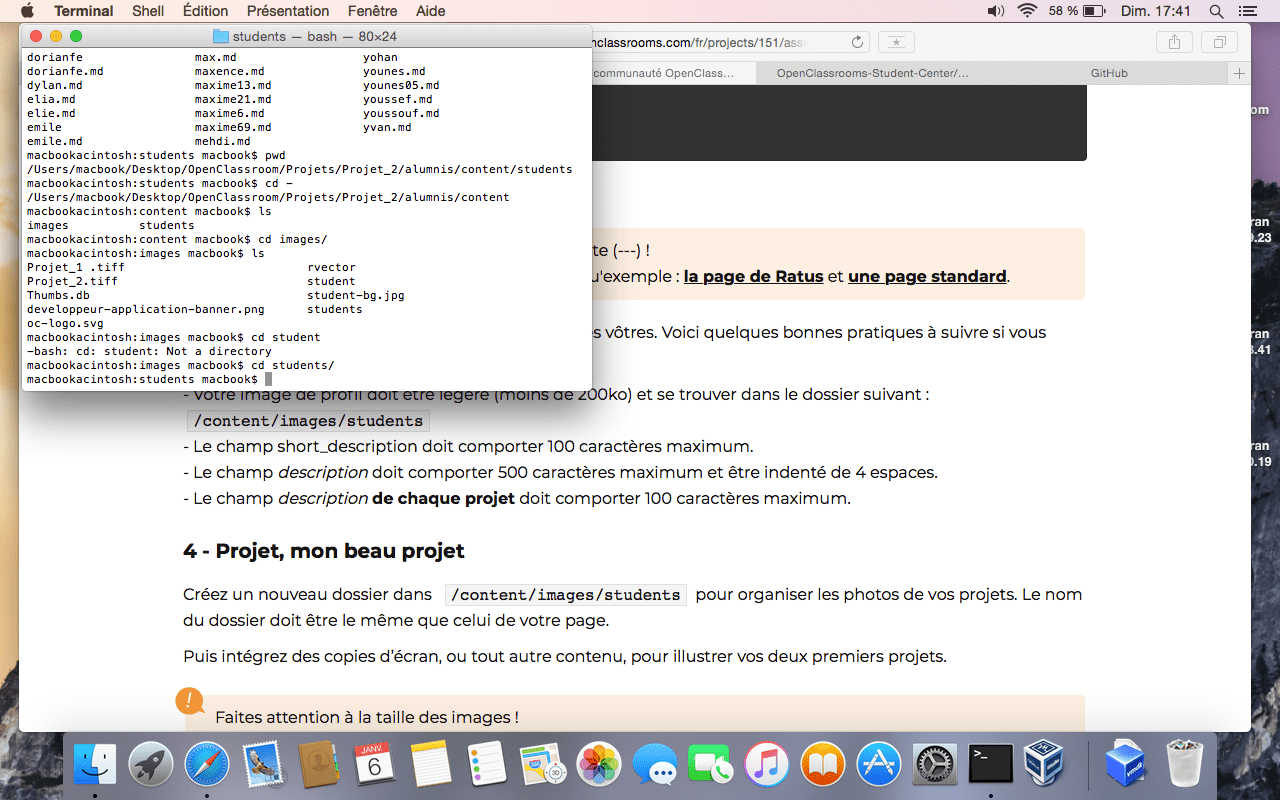 Terminal Shell Édition Présentation Fenêtre Aide 58 % Dim. 17:41
students — bash — 80×24
dorianfe max.md yohan
dorianfe.md maxence.md younes.md
dylan.md maxime13.md younes05.md
elia.md maxime21.md youssef.md
elie.md maxime6.md youssouf.md
emile maxime69.md yvan.md
emile.md mehdi.md
macbookacintosh:students macbook$ pwd
/Users/macbook/Desktop/OpenClassroom/Projets/Projet_2/alumnis/content/students
macbookacintosh:students macbook$ cd -
/Users/macbook/Desktop/OpenClassroom/Projets/Projet_2/alumnis/content
macbookacintosh:content macbook$ ls
images students
macbookacintosh:content macbook$ cd images/
macbookacintosh:images macbook$ ls
Projet_1 .tiff rvector
Projet_2.tiff student
Thumbs.db student-bg.jpg
developpeur-application-banner.png students
oc-logo.svg
macbookacintosh:images macbook$ cd student
-bash: cd: student: Not a directory
macbookacintosh:images macbook$ cd students/
macbookacintosh:students macbook$
nclassrooms.com/fr/projects/151/assi
communauté OpenClass... OpenClassrooms-Student-Center/... GitHub
te (---) !
u'exemple : la page de Ratus et une page standard.
s vôtres. Voici quelques bonnes pratiques à suivre si vous
- Votre image de profil doit être légère (moins de 200ko) et se trouver dans le dossier suivant :
/content/images/students
- Le champ short_description doit comporter 100 caractères maximum.
- Le champ description doit comporter 500 caractères maximum et être indenté de 4 espaces.
- Le champ description de chaque projet doit comporter 100 caractères maximum.
4 - Projet, mon beau projet
Créez un nouveau dossier dans /content/images/students pour organiser les photos de vos projets. Le nom
du dossier doit être le même que celui de votre page.
Puis intégrez des copies d'écran, ou tout autre contenu, pour illustrer vos deux premiers projets.
!
Faites attention à la taille des images !
om
ran
.23
ran
.41
ran
.19
JANV.
6
3D
>_
vmdk